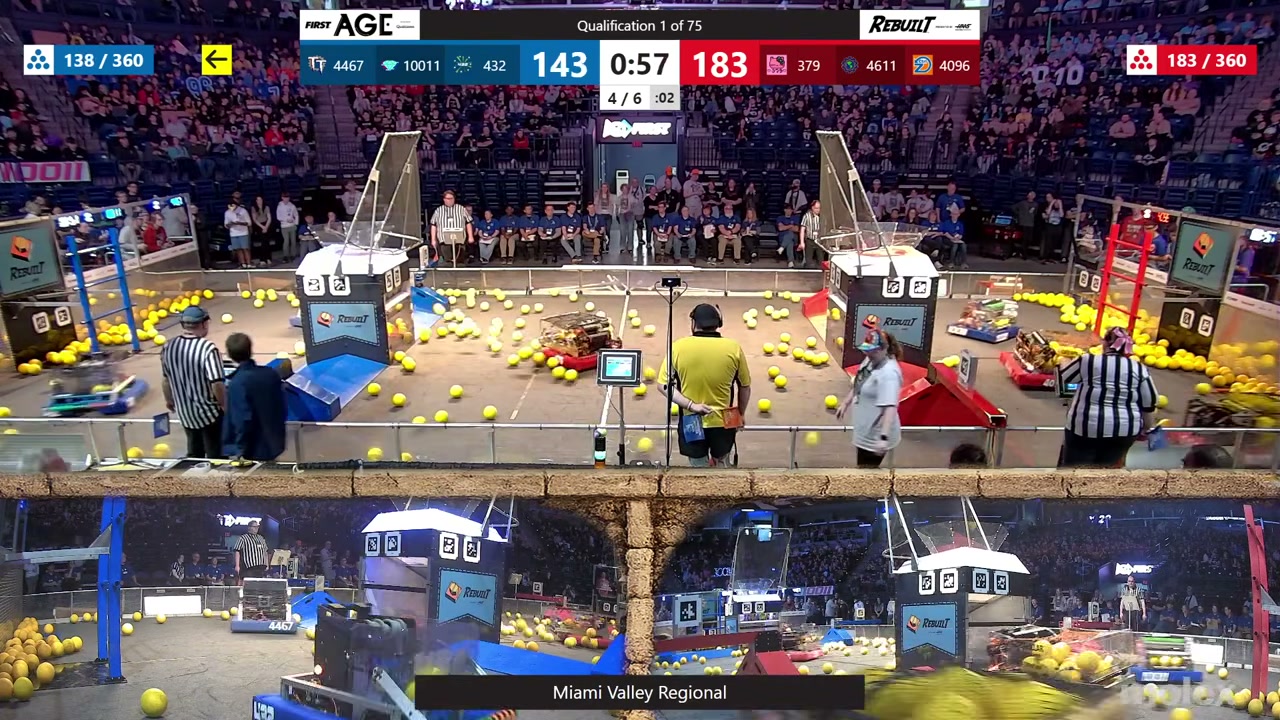 FIRST AGE
Qualification 1 of 75
REBUILT
138 / 360
4467 10011 432 143 0:57 183 379 4611 4096
183 / 360
4 / 6 :02
FIRST
REBUILT
REBUILT
REBUILT
REBUILT
4467
REBUILT
REBUILT
Miami Valley Regional